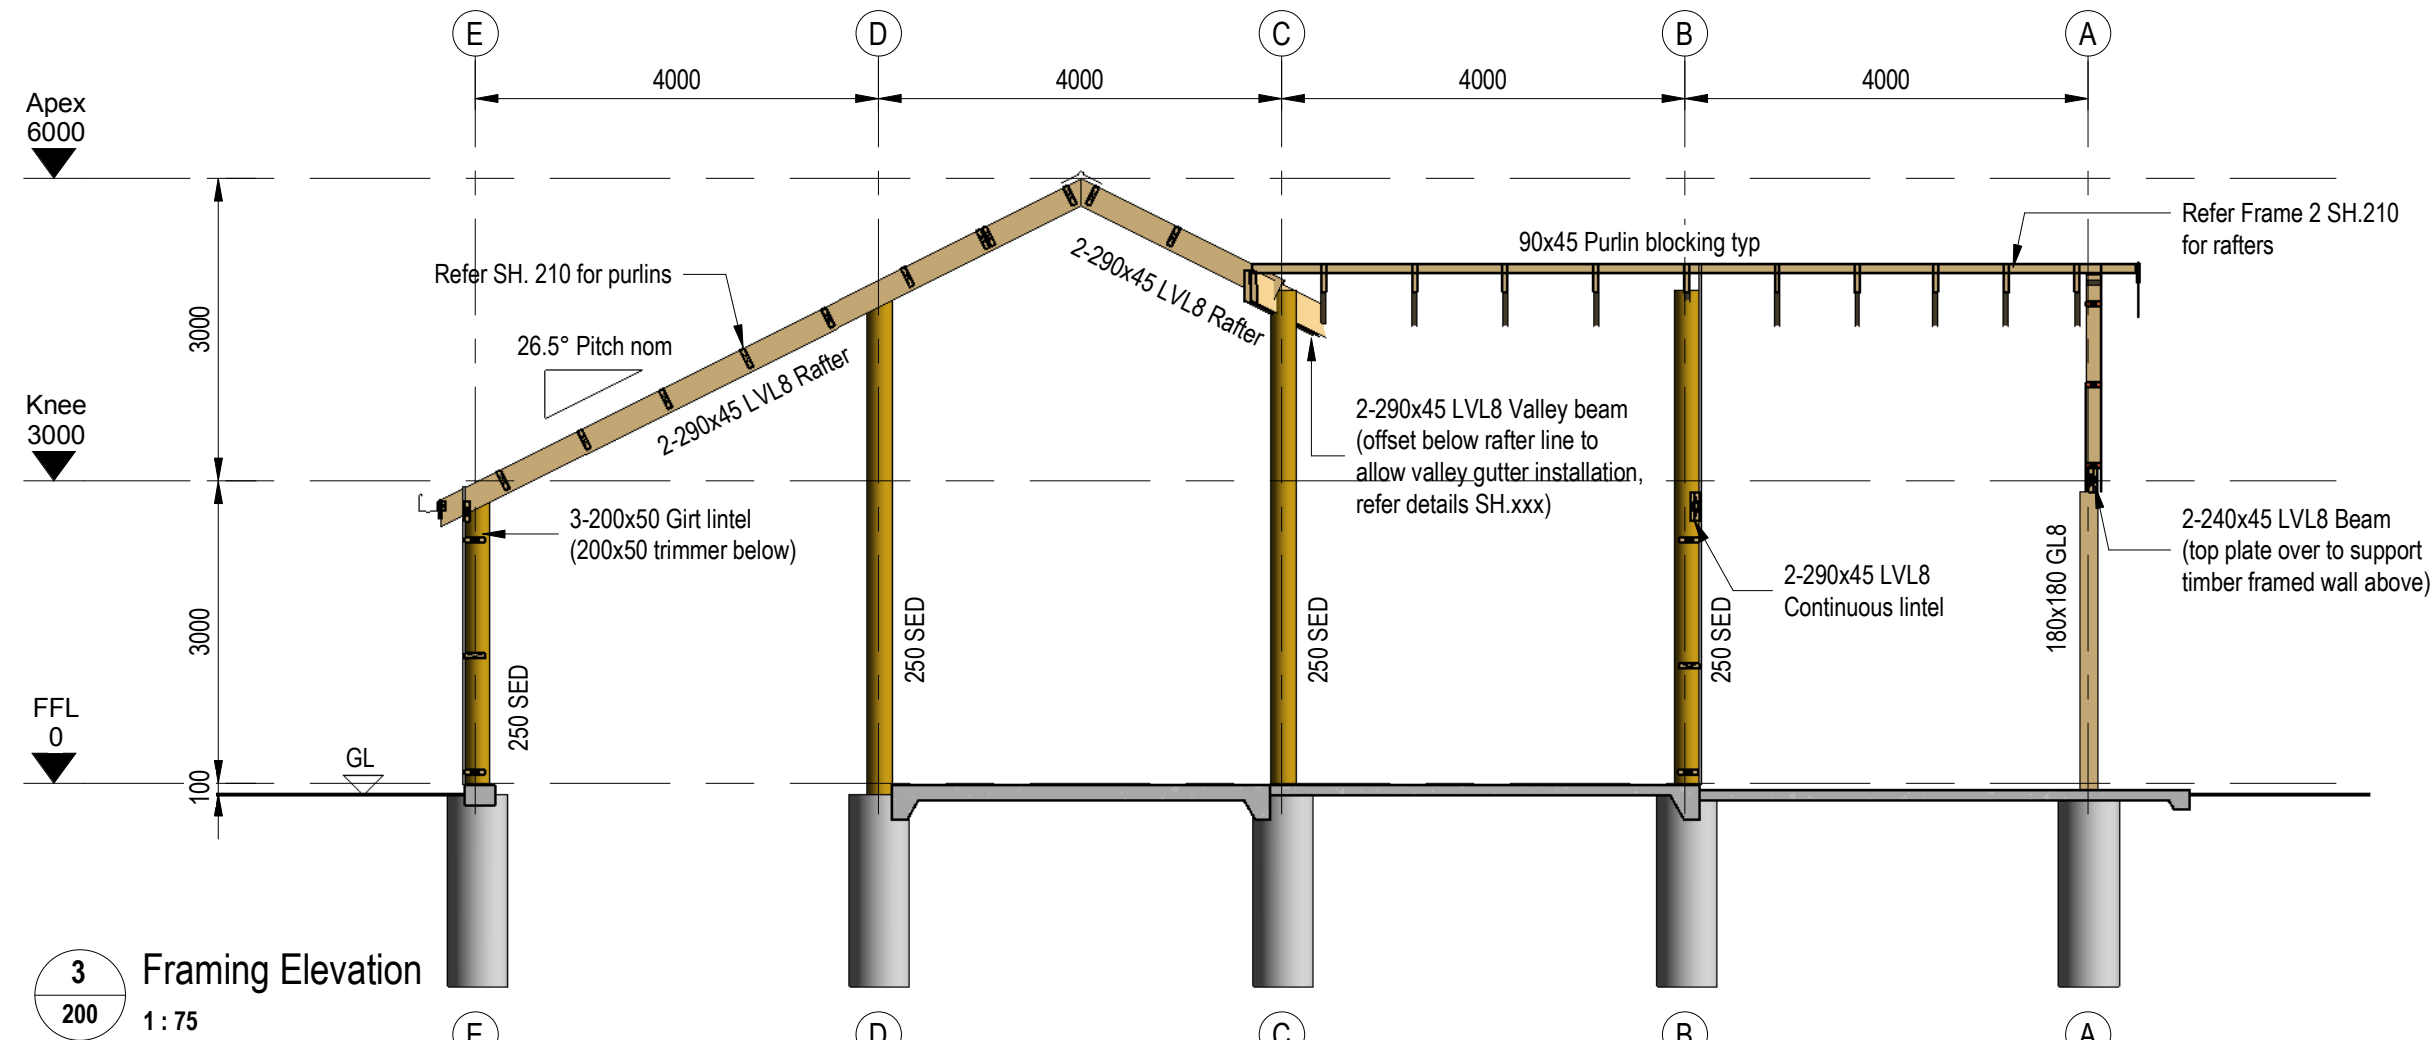 E
D
C
B
A
4000
4000
4000
4000
Apex
6000
Refer Frame 2 SH.210
for rafters
90x45 Purlin blocking typ
2-290x45 LVL8 Rafter
Refer SH. 210 for purlins
3000
26.5° Pitch nom
2-290x45 LVL8 Rafter
Knee
3000
2-290x45 LVL8 Valley beam
(offset below rafter line to
allow valley gutter installation,
refer details SH.xxx)
3-200x50 Girt lintel
(200x50 trimmer below)
2-240x45 LVL8 Beam
(top plate over to support
timber framed wall above)
2-290x45 LVL8
Continuous lintel
180x180 GL8
3000
250 SED
250 SED
250 SED
250 SED
FFL
0
GL
100
3
200
Framing Elevation
1 : 75
E
D
C
B
A